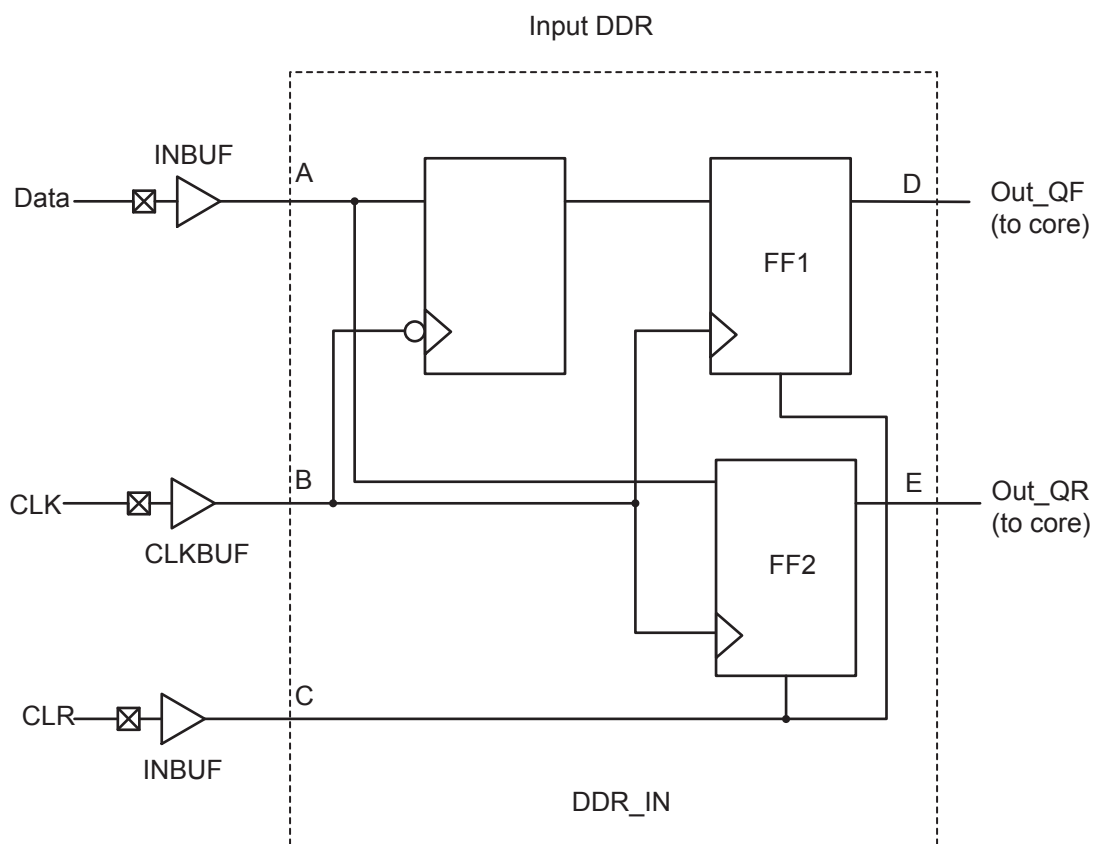 Input DDR
INBUF
A
D
Data
Out_QF
(to core)
FF1
B
E
CLK
Out_QR
(to core)
CLKBUF
FF2
C
CLR
INBUF
DDR_IN